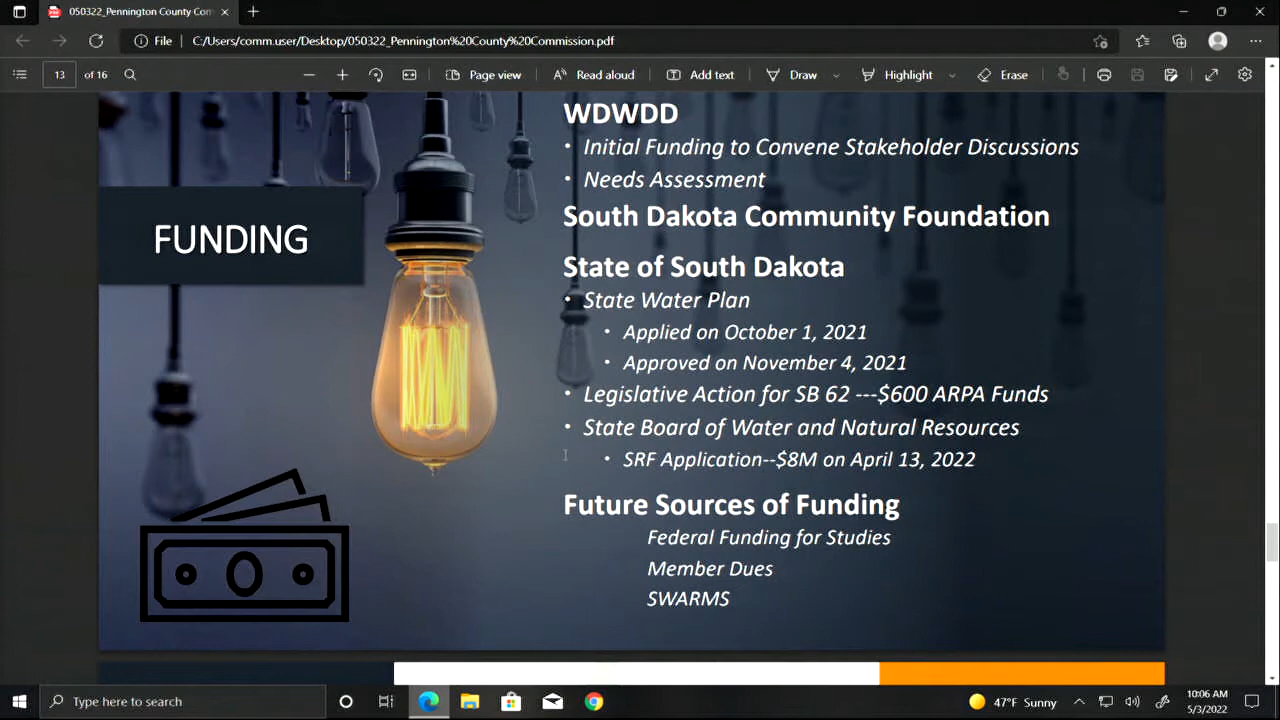 050322_Pennington County Com
File
C:/Users/comm.user/Desktop/050322_Pennington%20County%20Commission.pdf
13 of 16
Page view
Read aloud
Add text
Draw
Highlight
Erase
FUNDING
WDWDD
• Initial Funding to Convene Stakeholder Discussions
• Needs Assessment
South Dakota Community Foundation
State of South Dakota
• State Water Plan
• Applied on October 1, 2021
• Approved on November 4, 2021
• Legislative Action for SB 62 ---$600 ARPA Funds
• State Board of Water and Natural Resources
• SRF Application--$8M on April 13, 2022
Future Sources of Funding
Federal Funding for Studies
Member Dues
SWARMS
Type here to search
47°F Sunny
10:06 AM
5/3/2022